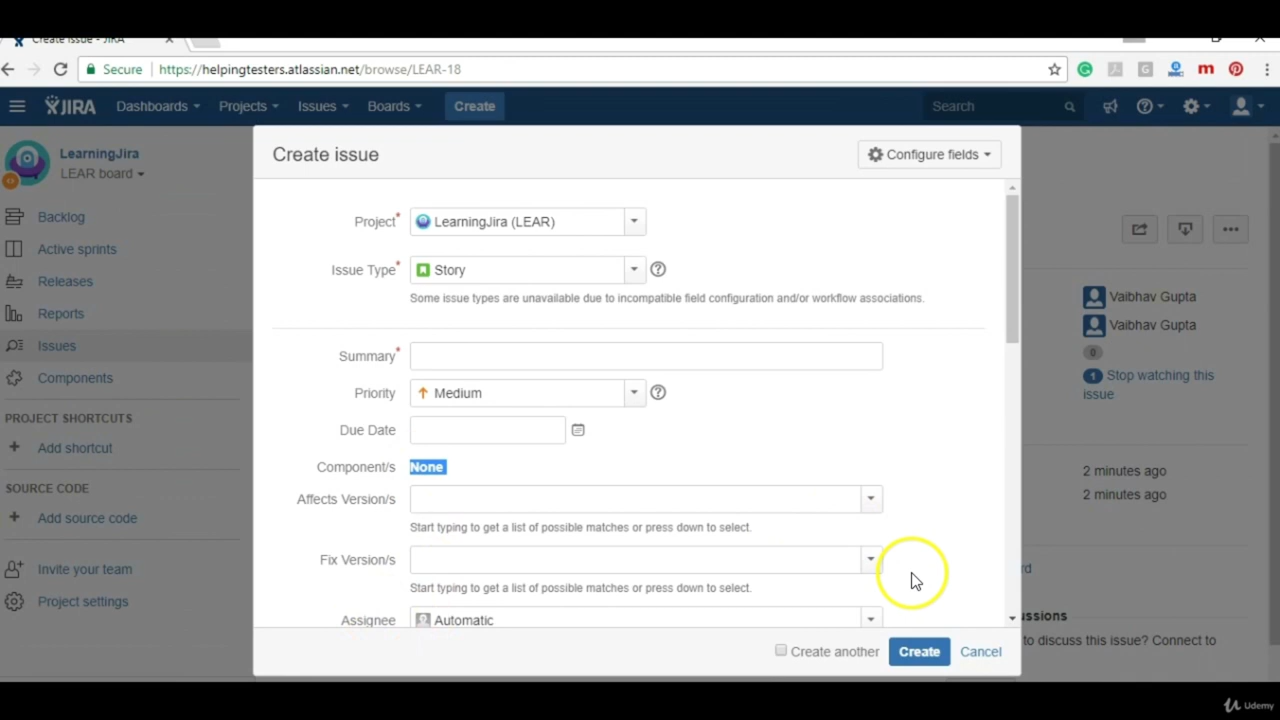 Create issue - JIRA
Secure https://helpingtesters.atlassian.net/browse/LEAR-18
JIRA Dashboards Projects Issues Boards Create Search
LearningJira
LEAR board
Backlog
Active sprints
Releases
Reports
Issues
Components
PROJECT SHORTCUTS
Add shortcut
SOURCE CODE
Add source code
Invite your team
Project settings
Create issue
Configure fields
Project* LearningJira (LEAR)
Issue Type* Story
Some issue types are unavailable due to incompatible field configuration and/or workflow associations.
Summary*
Priority Medium
Due Date
Component/s None
Affects Version/s
Start typing to get a list of possible matches or press down to select.
Fix Version/s
Start typing to get a list of possible matches or press down to select.
Assignee Automatic
Create another Create Cancel
Vaibhav Gupta
Vaibhav Gupta
0
1 Stop watching this
issue
2 minutes ago
2 minutes ago
to discuss this issue? Connect to
Udemy